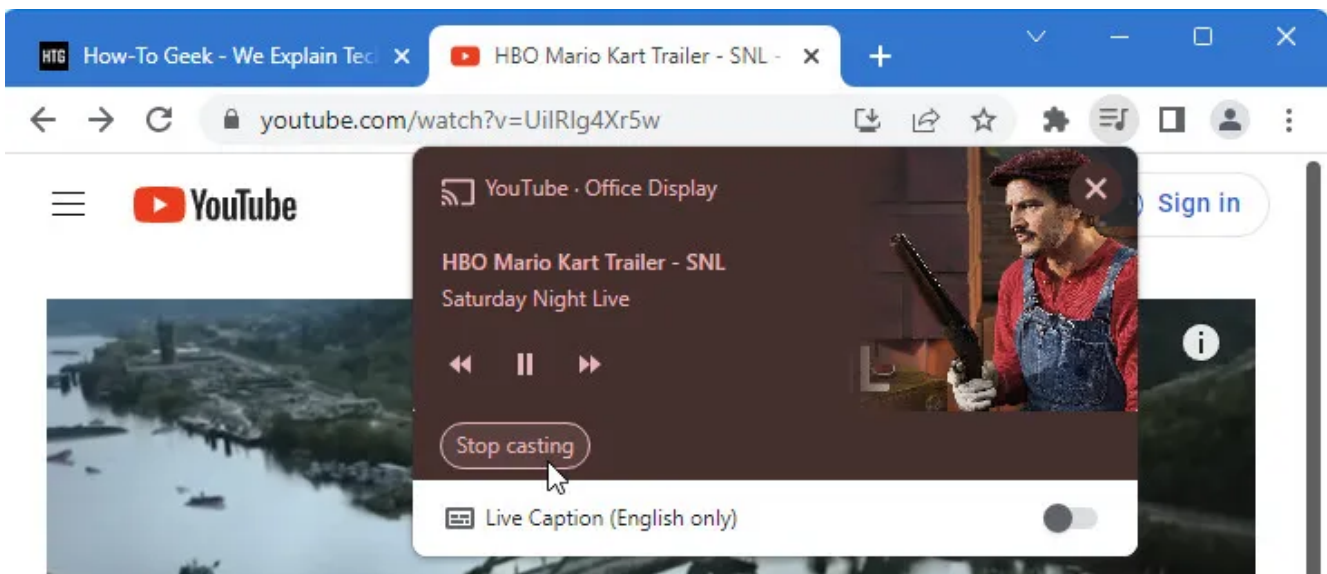 HTG How-To Geek - We Explain Tec
HBO Mario Kart Trailer - SNL -
youtube.com/watch?v=UilRIg4Xr5w
YouTube
YouTube · Office Display
Sign in
HBO Mario Kart Trailer - SNL
Saturday Night Live
Stop casting
Live Caption (English only)